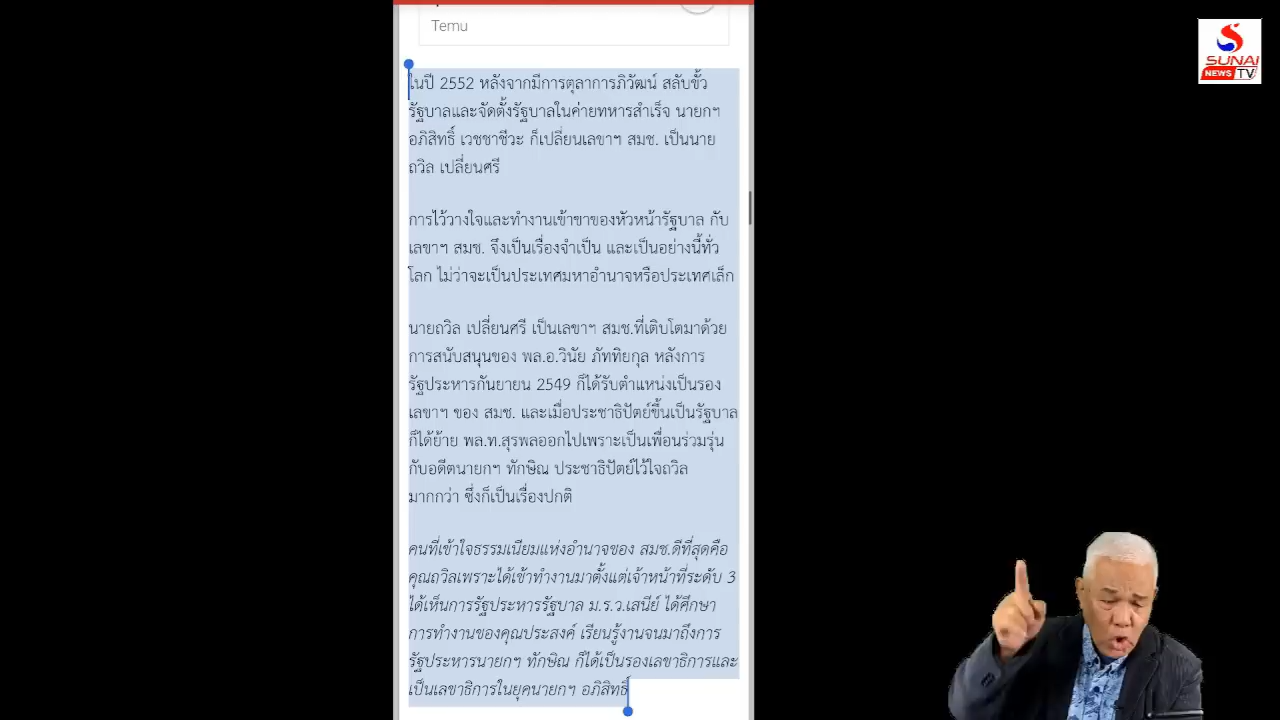 Temu
SUNAI
NEWS TV
ในปี 2552 หลังจากมีการตุลาการภิวัฒน์ สลับขั้ว
รัฐบาลและจัดตั้งรัฐบาลในค่ายทหารสำเร็จ นายกฯ
อภิสิทธิ์ เวชชาชีวะ ก็เปลี่ยนเลขาฯ สมช. เป็นนาย
ถวิล เปลี่ยนศรี
การไว้วางใจและทำงานเข้าขาของหัวหน้ารัฐบาล กับ
เลขาฯ สมช. จึงเป็นเรื่องจำเป็น และเป็นอย่างนี้ทั่ว
โลก ไม่ว่าจะเป็นประเทศมหาอำนาจหรือประเทศเล็ก
นายถวิล เปลี่ยนศรี เป็นเลขาฯ สมช.ที่เติบโตมาด้วย
การสนับสนุนของ พล.อ.วินัย ภัททิยกุล หลังการ
รัฐประหารกันยายน 2549 ก็ได้รับตำแหน่งเป็นรอง
เลขาฯ ของ สมช. และเมื่อประชาธิปัตย์ขึ้นเป็นรัฐบาล
ก็ได้ย้าย พล.ท.สุรพลออกไปเพราะเป็นเพื่อนร่วมรุ่น
กับอดีตนายกฯ ทักษิณ ประชาธิปัตย์ไว้ใจถวิล
มากกว่า ซึ่งก็เป็นเรื่องปกติ
คนที่เข้าใจธรรมเนียมแห่งอำนาจของ สมช.ดีที่สุดคือ
คุณถวิลเพราะได้เข้าทำงานมาตั้งแต่เจ้าหน้าที่ระดับ 3
ได้เห็นการรัฐประหารรัฐบาล ม.ร.ว.เสนีย์ ได้ศึกษา
การทำงานของคุณประสงค์ เรียนรู้งานจนมาถึงการ
รัฐประหารนายกฯ ทักษิณ ก็ได้เป็นรองเลขาธิการและ
เป็นเลขาธิการในยุคนายกฯ อภิสิทธิ์